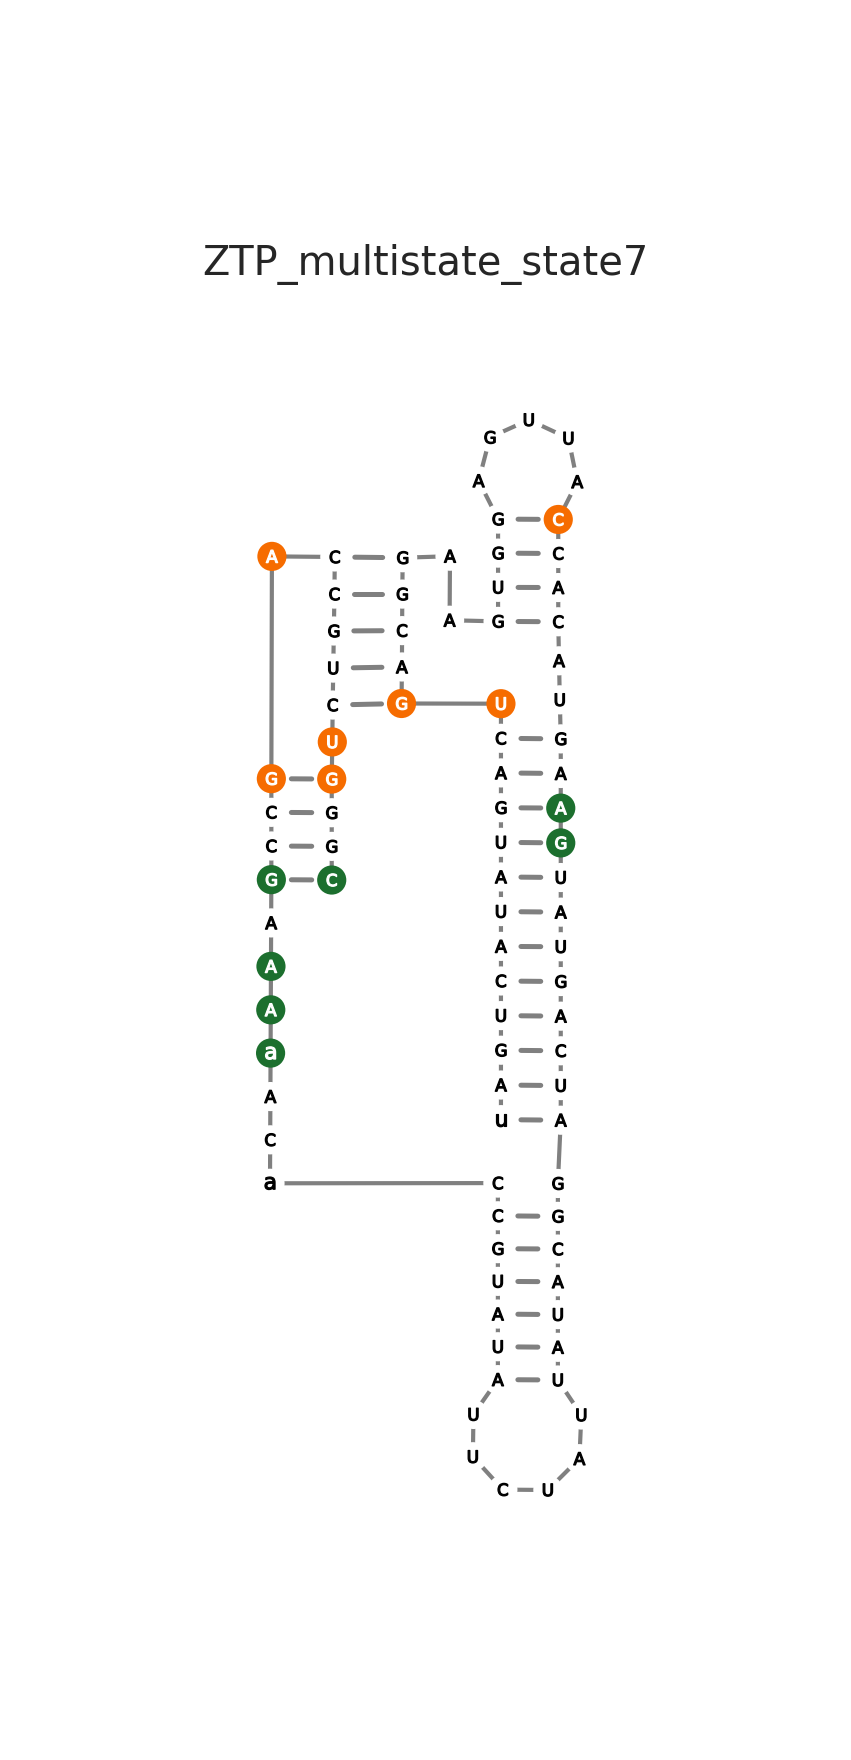 ZTP_multistate_state7
U
G U
A A
G C
A C G A G C
C G U A
G C G C
U A A
C G U U
U C G
A A
G G G A
C G U G
C G A U
G C U A
A A U
A C G
A U A
a G C
A A U
C u A
a C G
C G
G C
U A
A U
U A
A U
U U
U A
C U